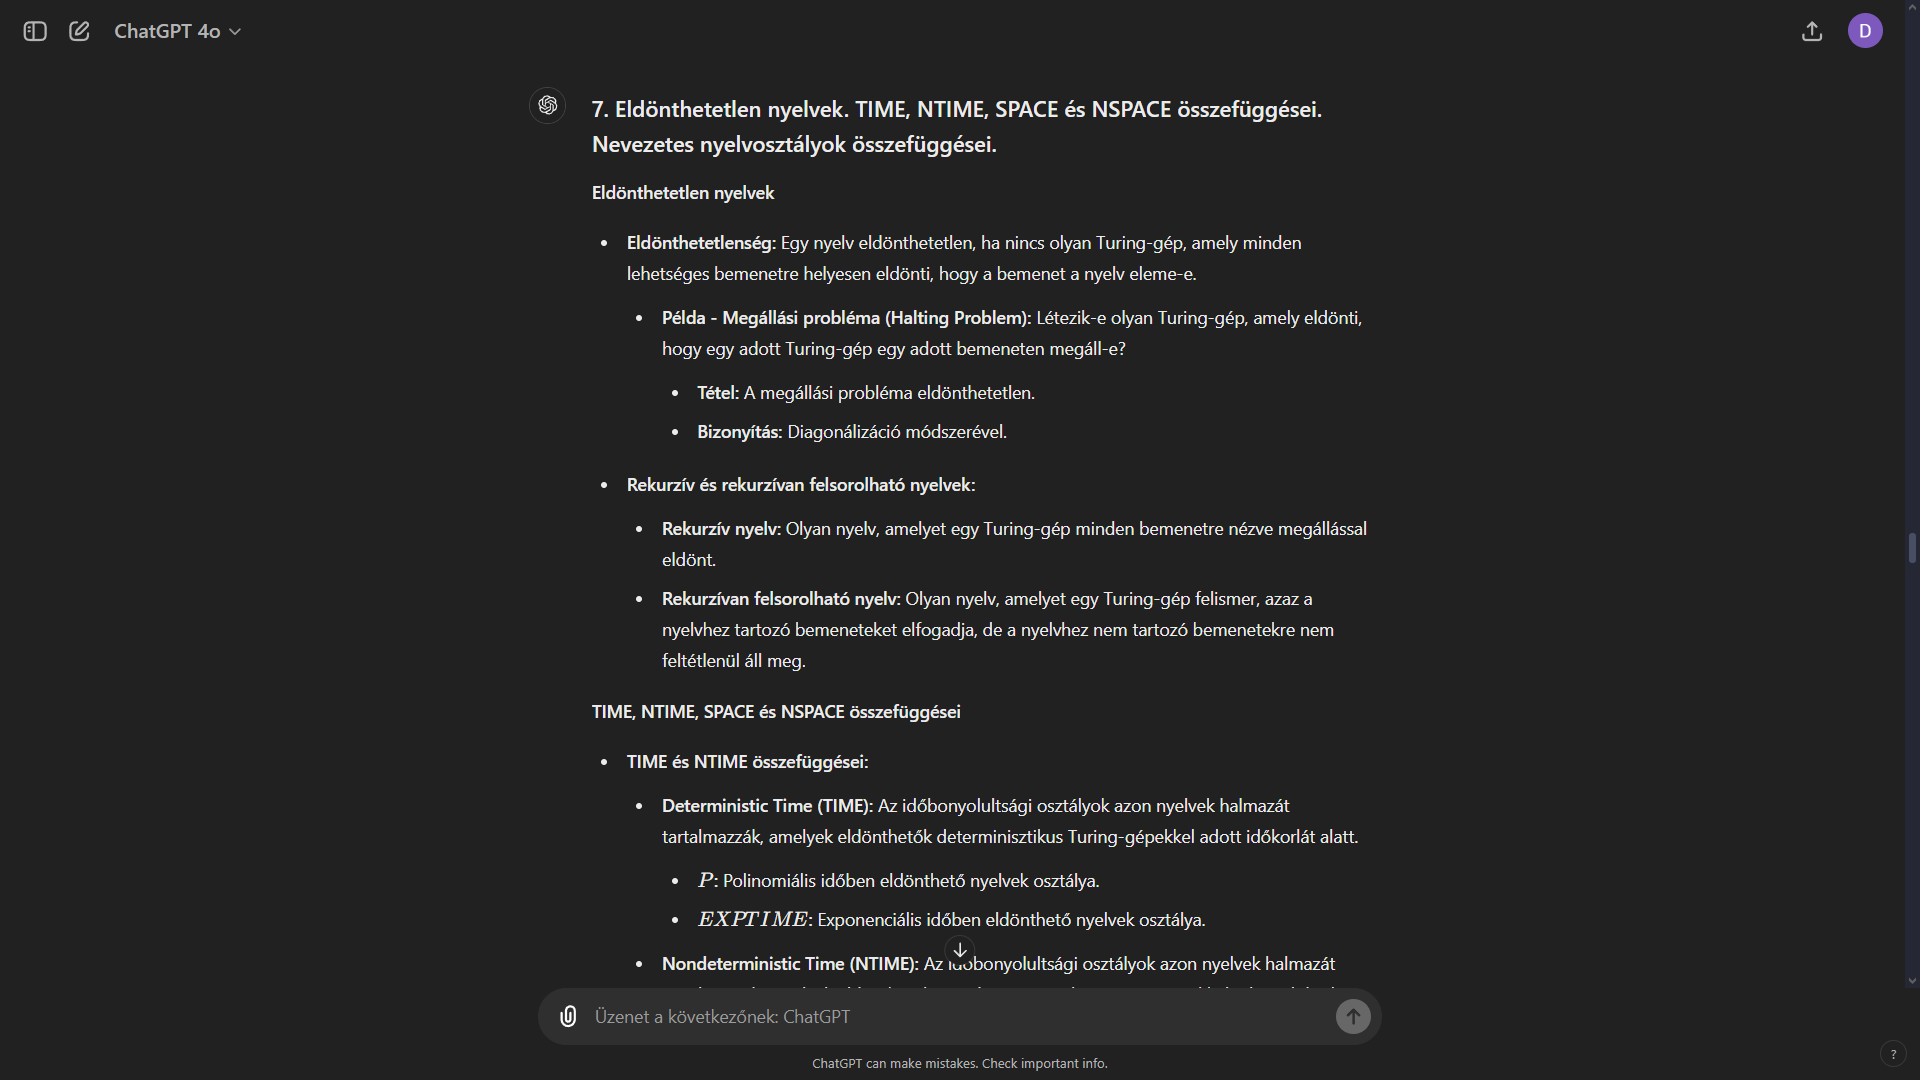 ChatGPT 4o
D
7. Eldönthetetlen nyelvek. TIME, NTIME, SPACE és NSPACE összefüggései.
Nevezetes nyelvosztályok összefüggései.
Eldönthetetlen nyelvek
• Eldönthetetlenség: Egy nyelv eldönthetetlen, ha nincs olyan Turing-gép, amely minden
lehetséges bemenetre helyesen eldönti, hogy a bemenet a nyelv eleme-e.
• Példa - Megállási probléma (Halting Problem): Létezik-e olyan Turing-gép, amely eldönti,
hogy egy adott Turing-gép egy adott bemeneten megáll-e?
• Tétel: A megállási probléma eldönthetetlen.
• Bizonyítás: Diagonálizáció módszerével.
• Rekurzív és rekurzívan felsorolható nyelvek:
• Rekurzív nyelv: Olyan nyelv, amelyet egy Turing-gép minden bemenetre nézve megállással
eldönt.
• Rekurzívan felsorolható nyelv: Olyan nyelv, amelyet egy Turing-gép felismer, azaz a
nyelvhez tartozó bemeneteket elfogadja, de a nyelvhez nem tartozó bemenetekre nem
feltétlenül áll meg.
TIME, NTIME, SPACE és NSPACE összefüggései
• TIME és NTIME összefüggései:
• Deterministic Time (TIME): Az időbonyolultsági osztályok azon nyelvek halmazát
tartalmazzák, amelyek eldönthetők determinisztikus Turing-gépekkel adott időkorlát alatt.
• P: Polinomiális időben eldönthető nyelvek osztálya.
• EXPTIME: Exponenciális időben eldönthető nyelvek osztálya.
• Nondeterministic Time (NTIME): Az időbonyolultsági osztályok azon nyelvek halmazát
Üzenet a következőnek: ChatGPT
ChatGPT can make mistakes. Check important info.
?